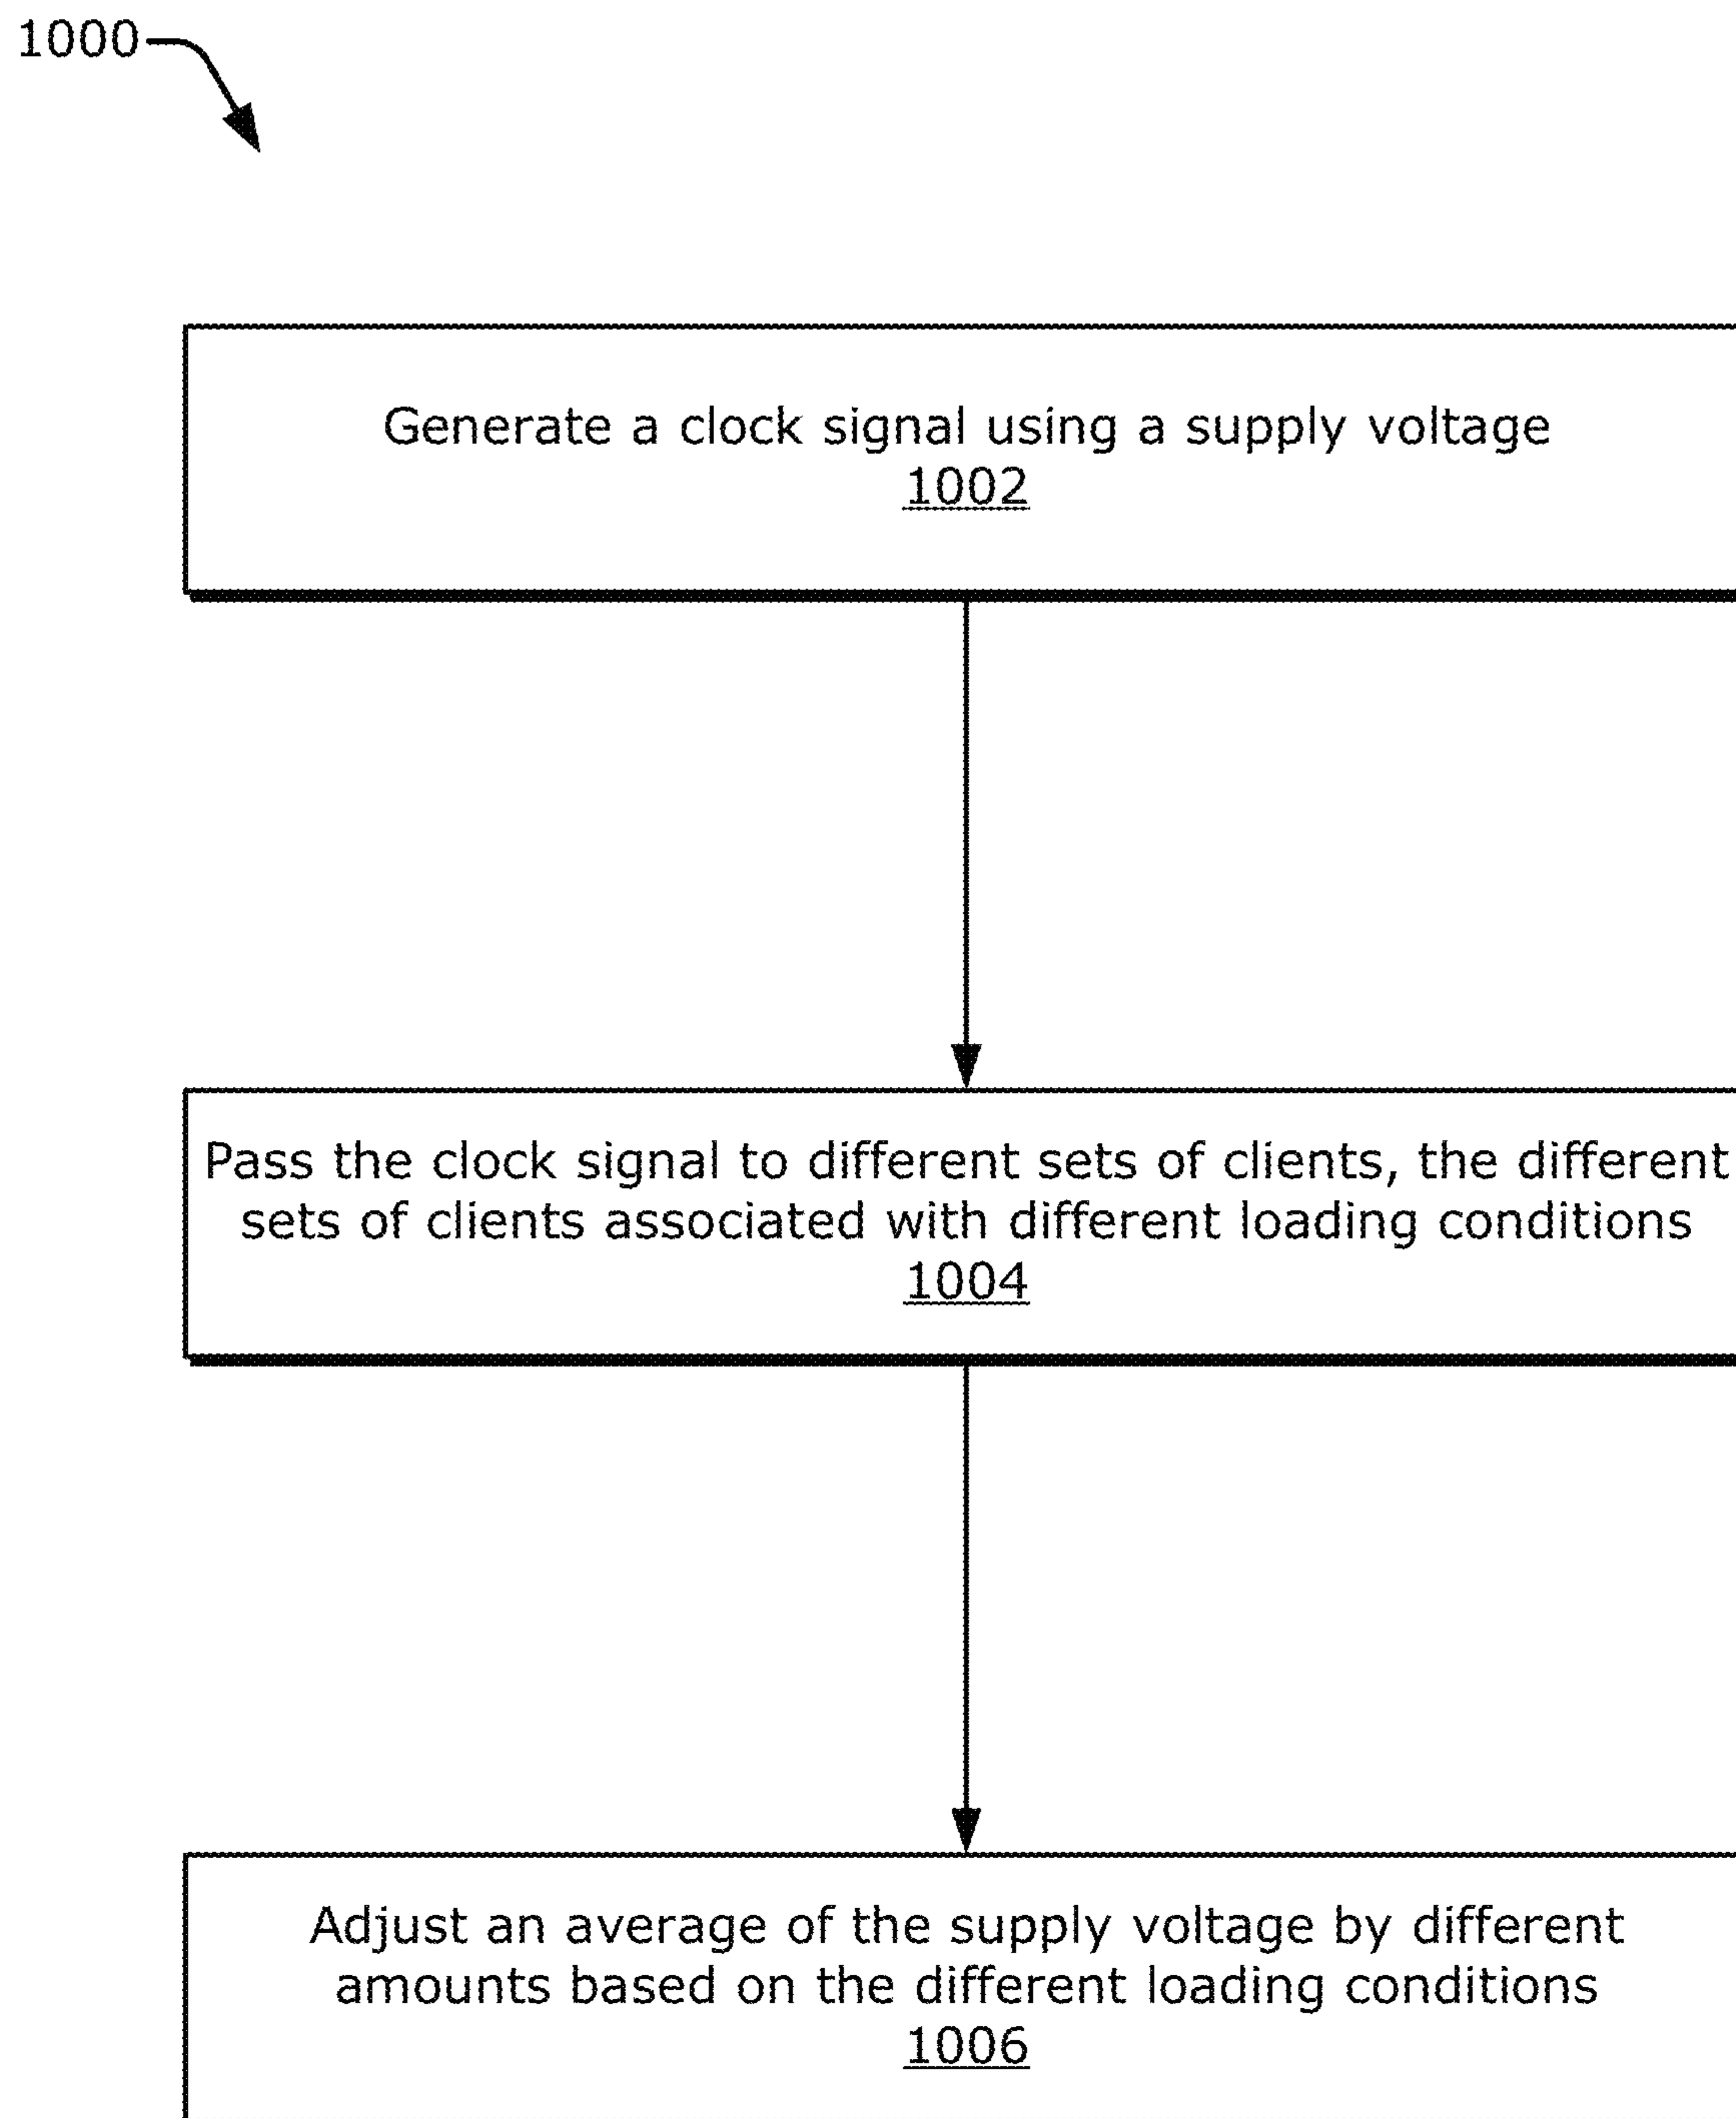 1000
Generate a clock signal using a supply voltage
1002
Pass the clock signal to different sets of clients, the different
sets of clients associated with different loading conditions
1004
Adjust an average of the supply voltage by different
amounts based on the different loading conditions
1006